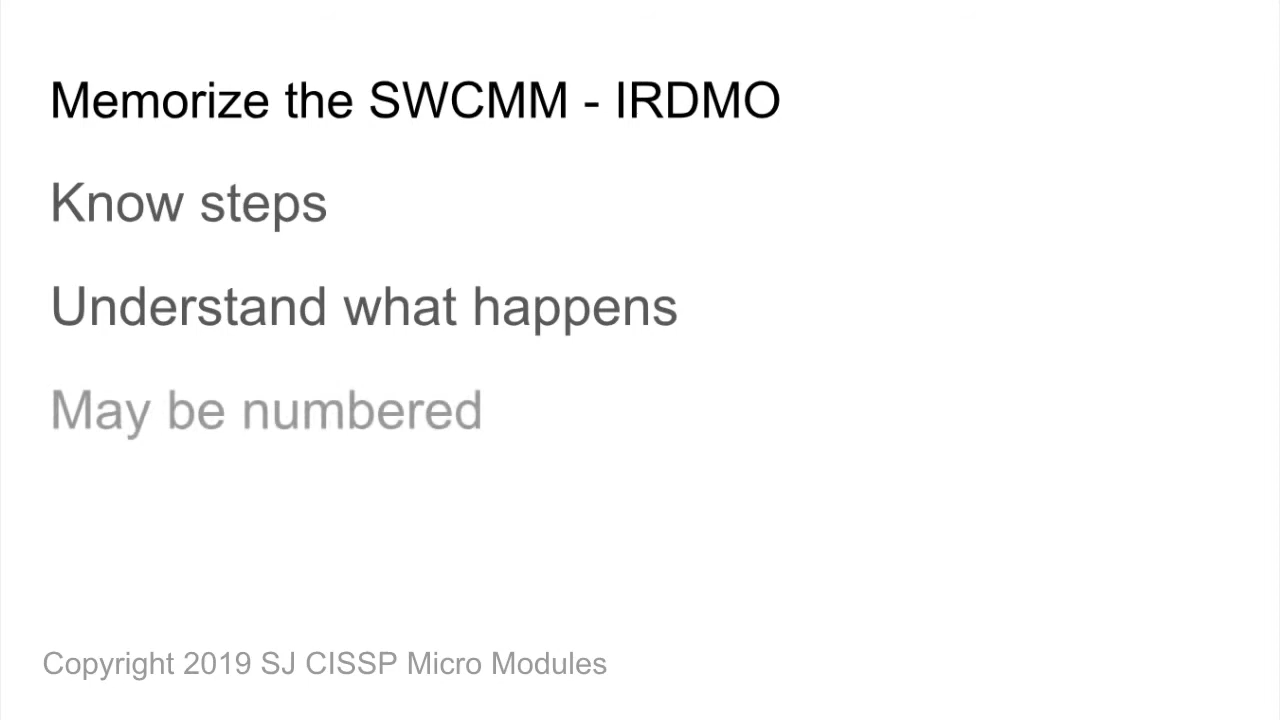 Memorize the SWCMM - IRDMO
Know steps
Understand what happens
May be numbered
Copyright 2019 SJ CISSP Micro Modules